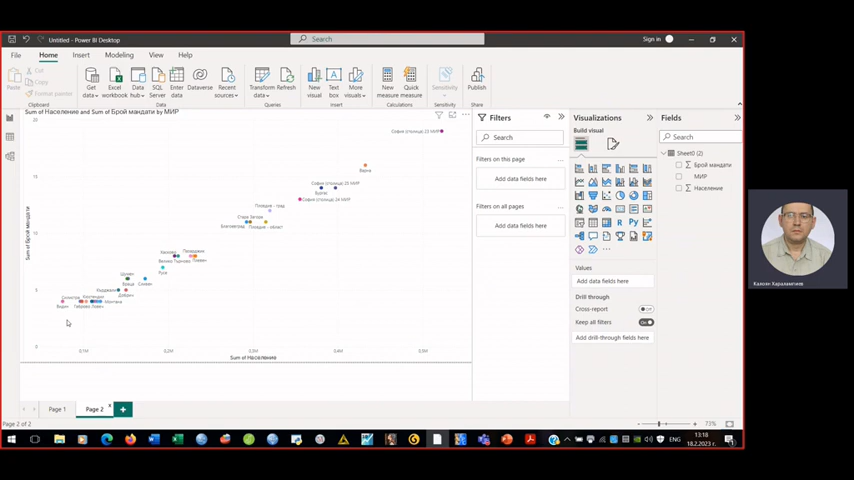 Untitled - Power BI Desktop
Search
Sign in
File
Home
Insert
Modeling
View
Help
Paste
Cut
Copy
Format painter
Clipboard
Get data
Excel workbook
Data hub
SQL Server
Enter data
Dataverse
Recent sources
Data
Transform data
Refresh
Queries
New visual
Text box
More visuals
Insert
New measure
Quick measure
Calculations
Sensitivity
Sensitivity
Publish
Share
Sum of Население and Sum of Брой мандати by МИР
Sum of Брой мандати
20
15
10
5
0
София (столица) 23 МИР
Варна
София (столица) 25 МИР
Бургас
София (столица) 24 МИР
Пловдив - град
Стара Загора
Благоевград
Пловдив - област
Пазарджик
Велико Търново
Плевен
Русе
Шумен
Враца
Сливен
Кърджали
Добрич
Силистра
Видин
Габрово
Ловеч
Монтана
0,1M
0,2M
0,3M
0,4M
0,5M
Sum of Население
Filters
Search
Filters on this page
Add data fields here
Filters on all pages
Add data fields here
Visualizations
Build visual
Values
Add data fields here
Drill through
Cross-report
Off
Keep all filters
On
Add drill-through fields here
Fields
Search
Sheet0 (2)
Брой мандати
МИР
Население
Page 1
Page 2
Page 2 of 2
73%
ENG
13:18
18.2.2023 г.